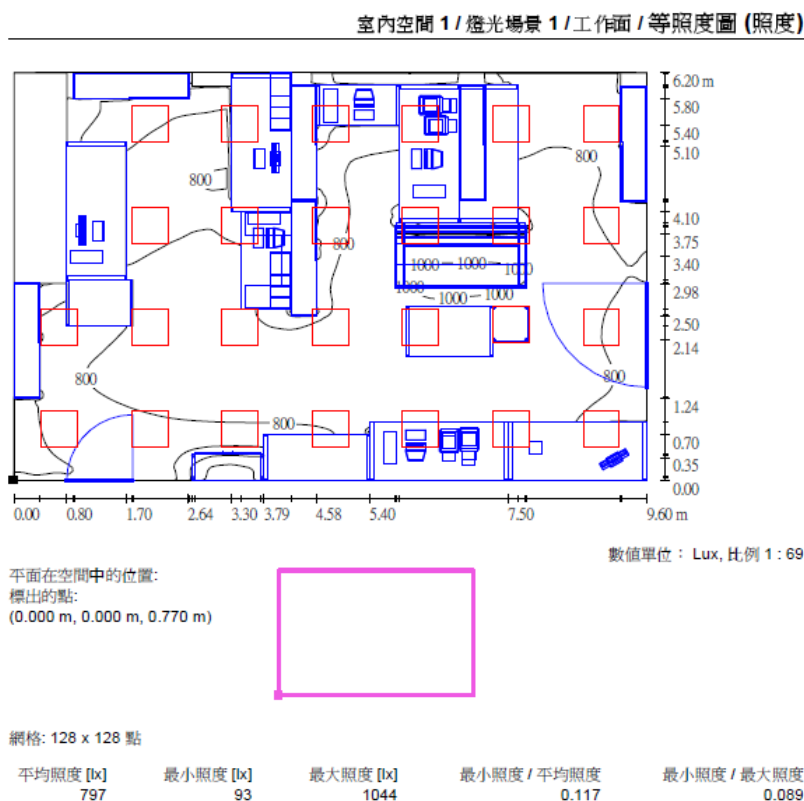 室內空間 1 / 燈光場景 1 / 工作面 / 等照度圖 (照度)
6.20 m
5.80
5.40
5.10
800
800
4.10
800
3.75
1000 1000 1000
3.40
1000
1000 1000
2.98
2.50
2.14
800
800
1.24
800
0.70
0.35
0.00
0.00 0.80 1.70 2.64 3.30 3.79 4.58 5.40 7.50 9.60 m
數值單位： Lux, 比例 1 : 69
平面在空間中的位置:
標出的點:
(0.000 m, 0.000 m, 0.770 m)
網格: 128 x 128 點
平均照度 [lx] 最小照度 [lx] 最大照度 [lx] 最小照度 / 平均照度 最小照度 / 最大照度
797 93 1044 0.117 0.089